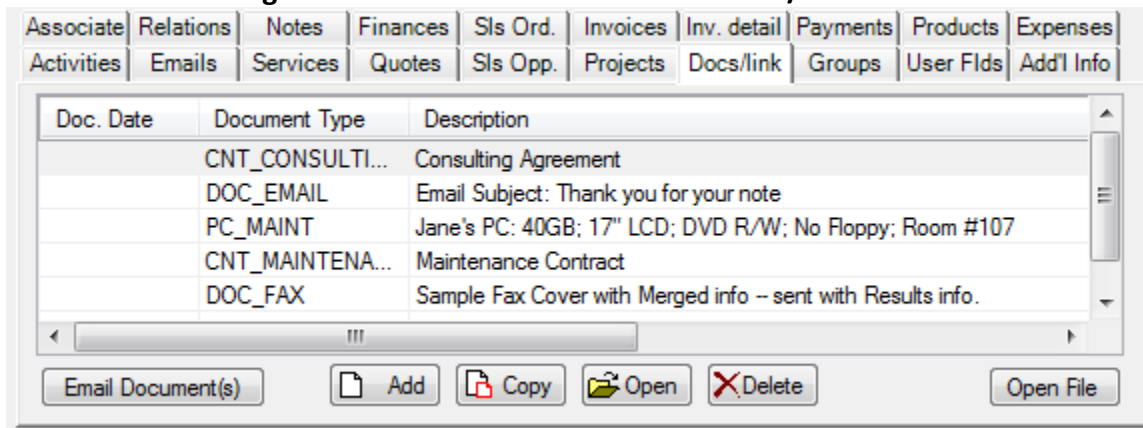 Associate Relations Notes Finances Sls Ord. Invoices Inv. detail Payments Products Expenses
Activities Emails Services Quotes Sls Opp. Projects Docs/link Groups User Flds Add'l Info
Doc. Date Document Type Description
CNT_CONSULTI... Consulting Agreement
DOC_EMAIL Email Subject: Thank you for your note
PC_MAINT Jane's PC: 40GB; 17" LCD; DVD R/W; No Floppy; Room #107
CNT_MAINTENA... Maintenance Contract
DOC_FAX Sample Fax Cover with Merged info -- sent with Results info.
Email Document(s) Add Copy Open Delete Open File